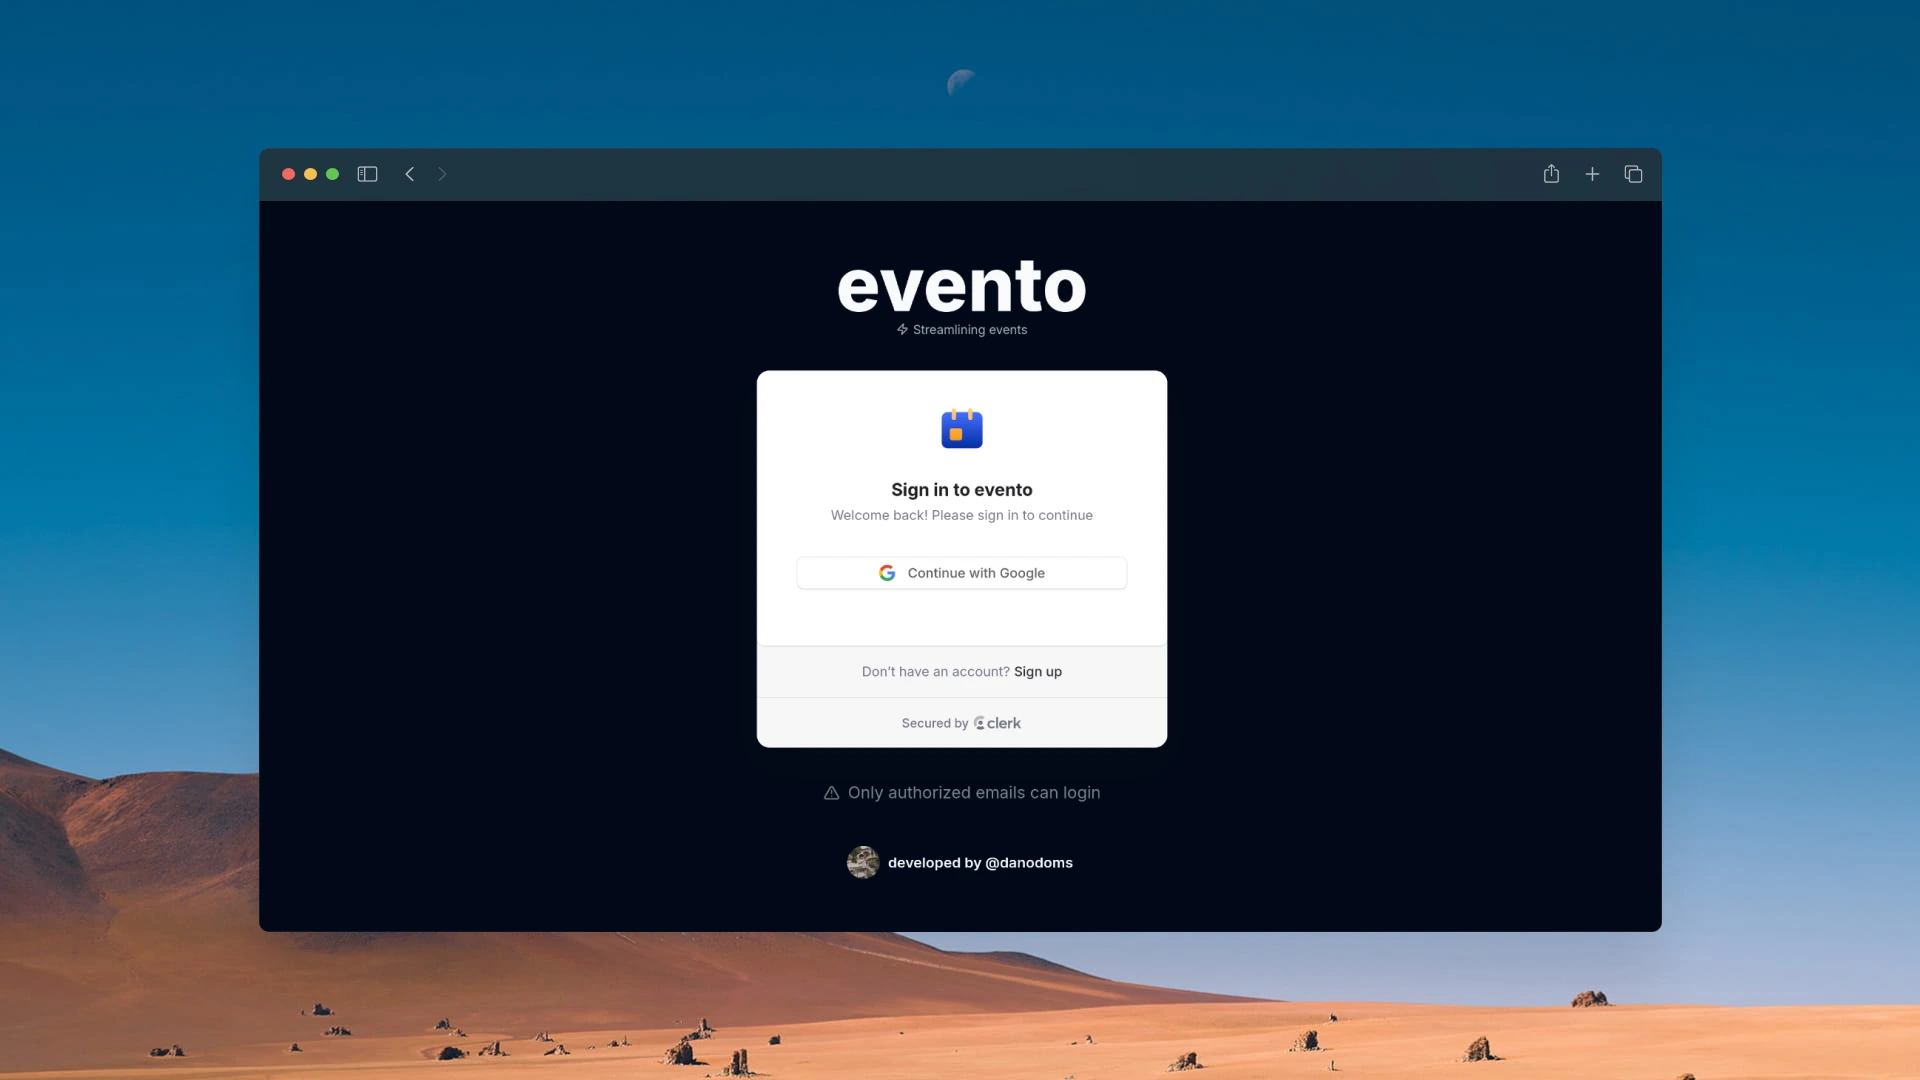 evento
Streamlining events
Sign in to evento
Welcome back! Please sign in to continue
Continue with Google
Don't have an account? Sign up
Secured by clerk
Only authorized emails can login
developed by @danodoms